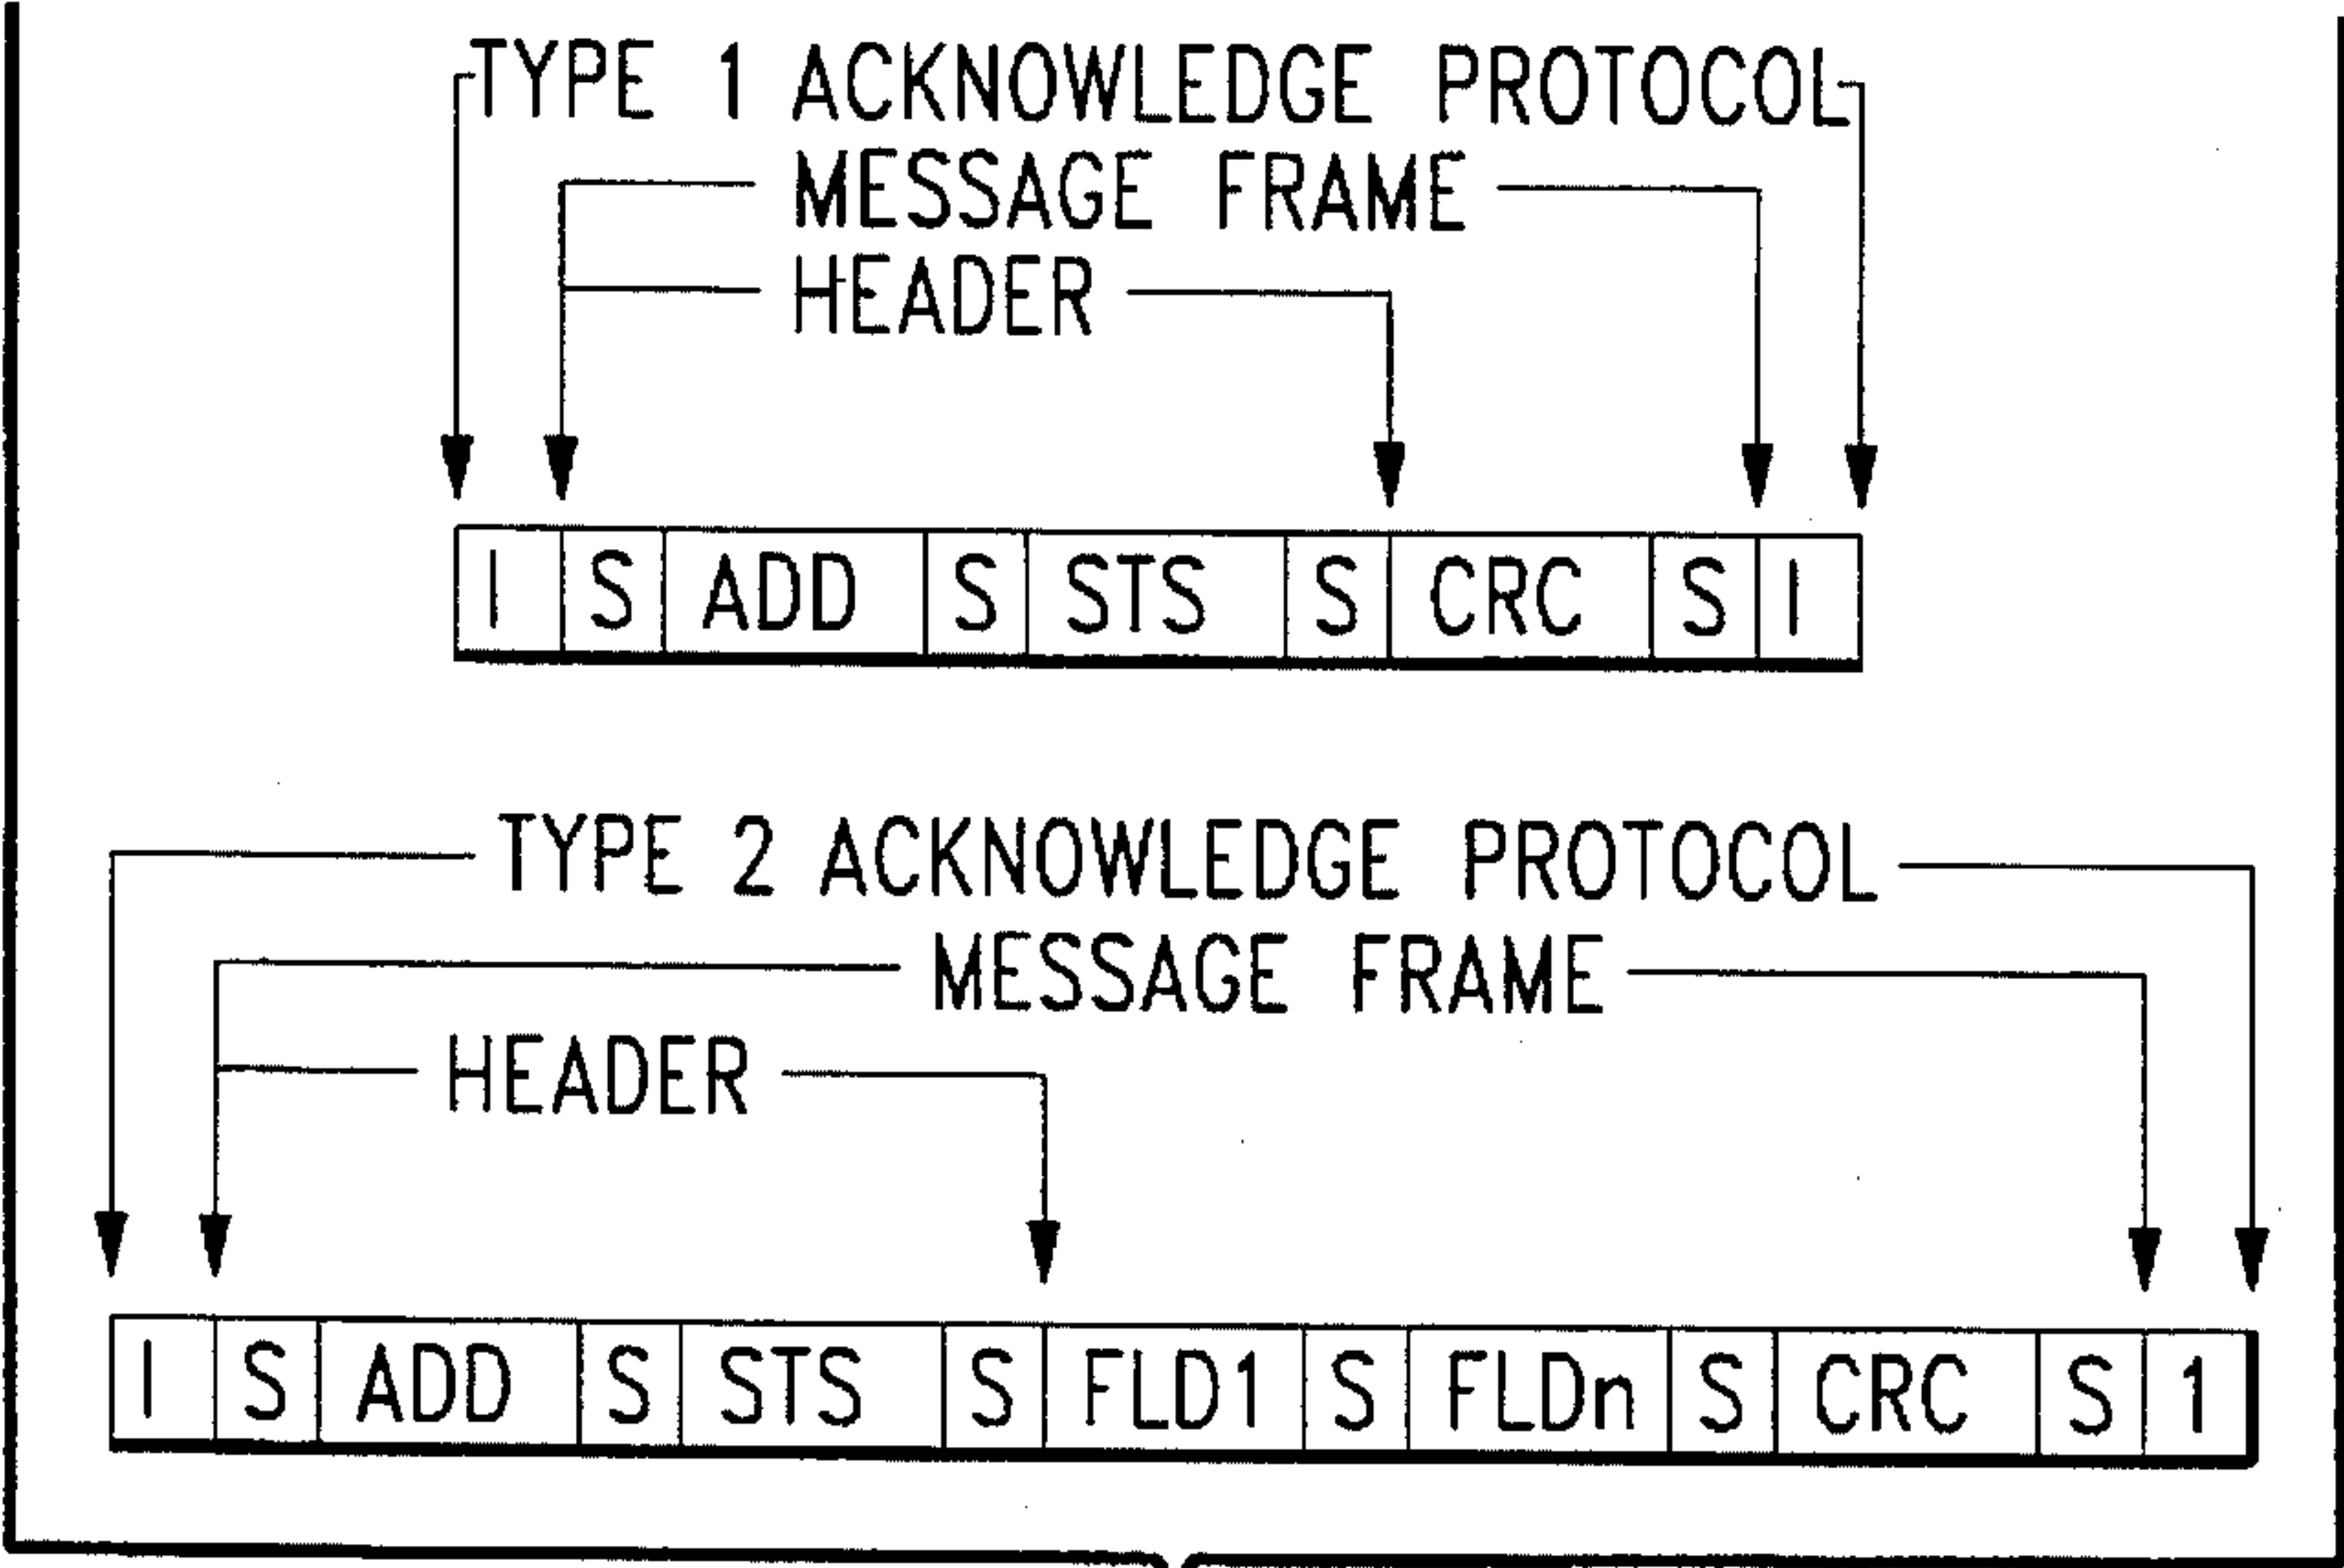 TYPE 1 ACKNOWLEDGE PROTOCOL
MESSAGE FRAME
HEADER
I S ADD S STS S CRC S I
TYPE 2 ACKNOWLEDGE PROTOCOL
MESSAGE FRAME
HEADER
I S ADD S STS S FLD1 S FLDn S CRC S 1